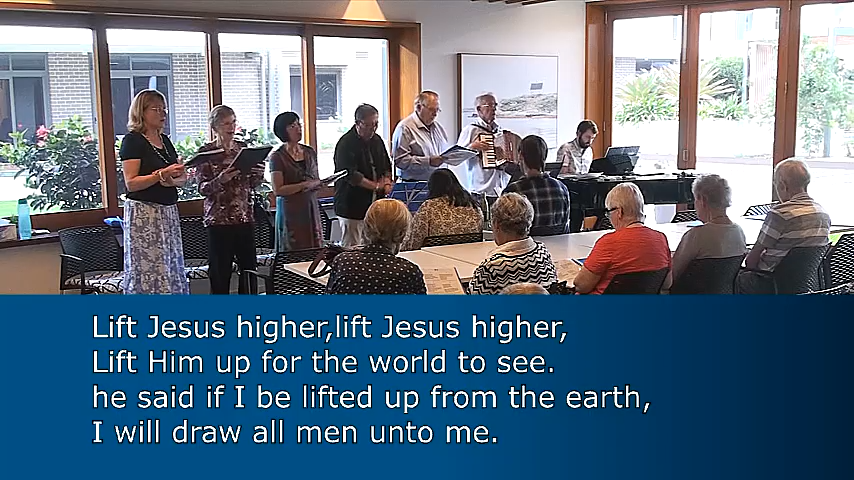 Lift Jesus higher,lift Jesus higher,
Lift Him up for the world to see.
he said if I be lifted up from the earth,
I will draw all men unto me.